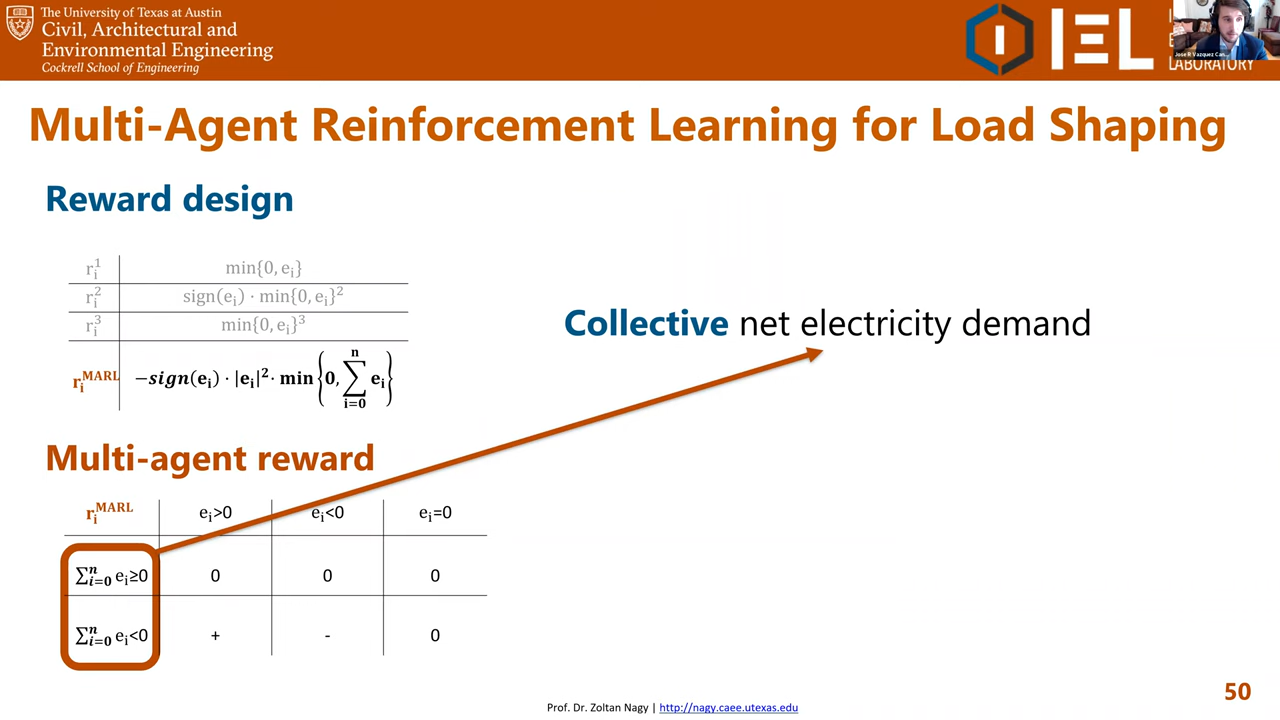 The University of Texas at Austin
Civil, Architectural and
Environmental Engineering
Cockrell School of Engineering
IEL
LABORATORY
Jose R Vazquez Can...
Multi-Agent Reinforcement Learning for Load Shaping
Reward design
r_i^1 min{0, e_i}
r_i^2 sign(e_i) · min{0, e_i}^2
r_i^3 min{0, e_i}^3
r_i^MARL −sign(e_i) · |e_i|^2 · min{0, ∑_{i=0}^n e_i}
Collective net electricity demand
Multi-agent reward
r_i^MARL e_i>0 e_i<0 e_i=0
∑_{i=0}^n e_i≥0 0 0 0
∑_{i=0}^n e_i<0 + - 0
50
Prof. Dr. Zoltan Nagy | http://nagy.caee.utexas.edu